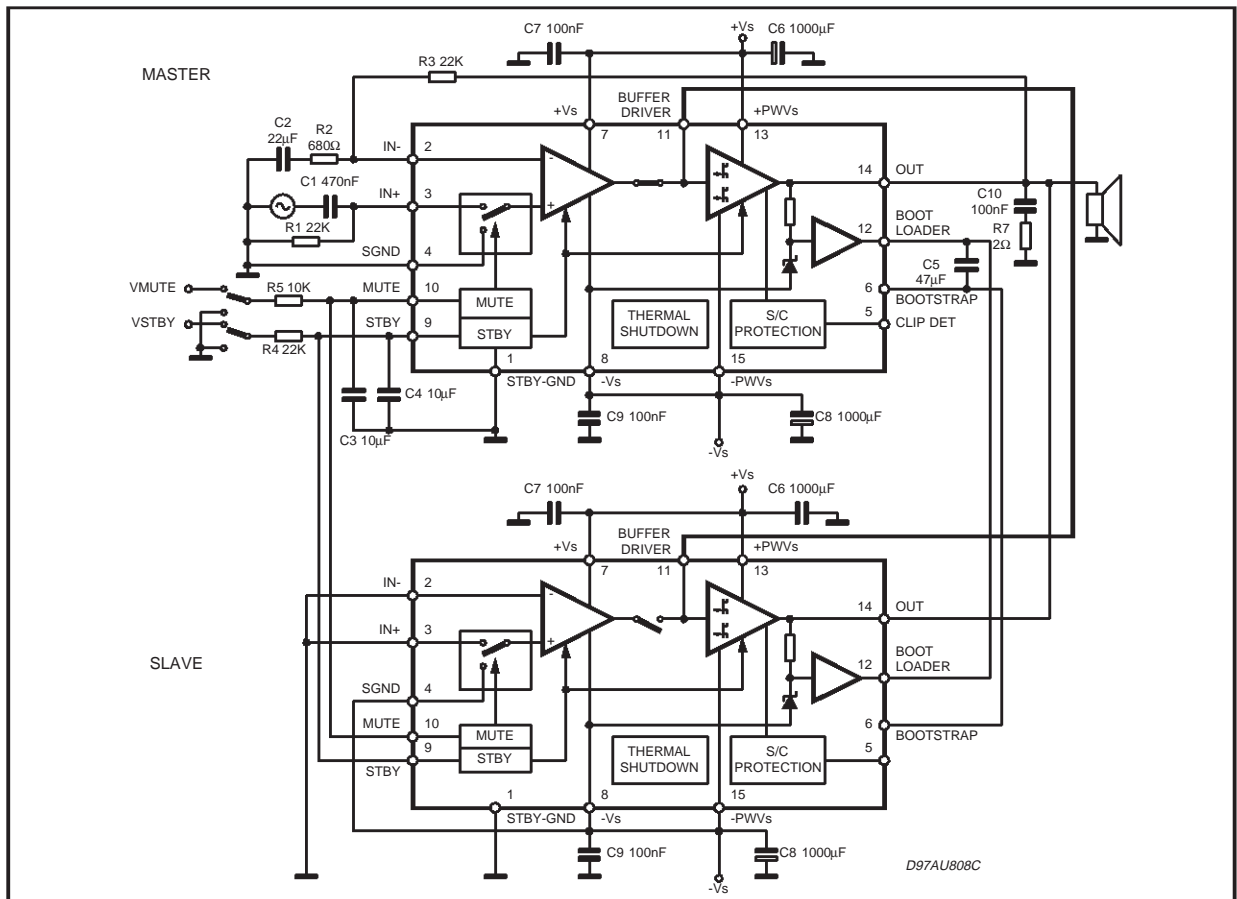 C7 100nF
+Vs
C6 1000µF
MASTER
R3 22K
BUFFER
DRIVER
+Vs
+PWVs
7
11
13
C2
22µF
R2
680Ω
IN-
2
-
14
OUT
C1 470nF
IN+
3
+
C10
100nF
BOOT
LOADER
12
R7
2Ω
R1 22K
SGND
4
C5
47µF
VMUTE
R5 10K
MUTE
10
MUTE
6
BOOTSTRAP
THERMAL
SHUTDOWN
S/C
PROTECTION
5
CLIP DET
VSTBY
STBY
9
STBY
R4 22K
1
8
15
STBY-GND
-Vs
-PWVs
C4 10µF
C9 100nF
C8 1000µF
C3 10µF
-Vs
+Vs
C7 100nF
C6 1000µF
BUFFER
DRIVER
+Vs
+PWVs
7
11
13
IN-
2
-
14
OUT
IN+
3
+
SLAVE
BOOT
LOADER
12
SGND
4
MUTE
10
MUTE
6
BOOTSTRAP
THERMAL
SHUTDOWN
S/C
PROTECTION
5
9
STBY
STBY
1
8
15
STBY-GND
-Vs
-PWVs
C9 100nF
C8 1000µF
D97AU808C
-Vs